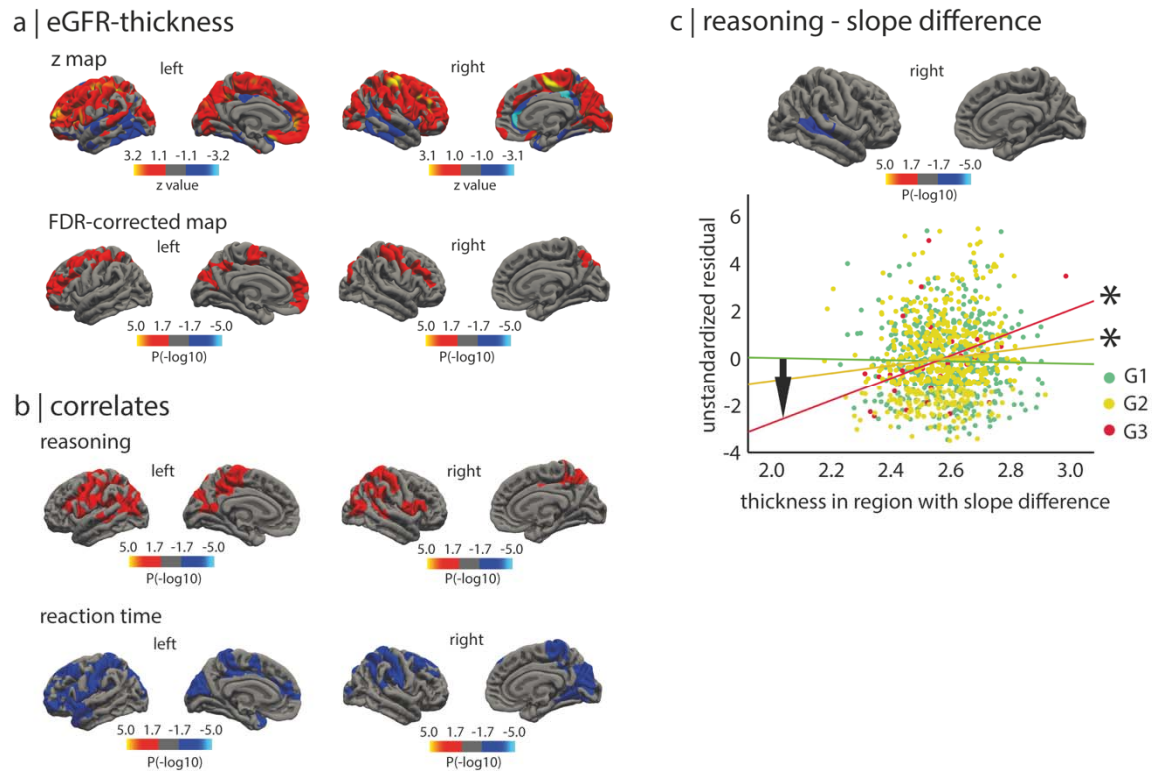 a | eGFR-thickness
z map
left
right
3.2 1.1 -1.1 -3.2
z value
3.1 1.0 -1.0 -3.1
z value
FDR-corrected map
left
right
5.0 1.7 -1.7 -5.0
P(-log10)
5.0 1.7 -1.7 -5.0
P(-log10)
b | correlates
reasoning
left
right
5.0 1.7 -1.7 -5.0
P(-log10)
5.0 1.7 -1.7 -5.0
P(-log10)
reaction time
left
right
5.0 1.7 -1.7 -5.0
P(-log10)
5.0 1.7 -1.7 -5.0
P(-log10)
c | reasoning - slope difference
right
5.0 1.7 -1.7 -5.0
P(-log10)
unstandardized residual
6
4
2
0
-2
-4
*
*
G1
G2
G3
2.0 2.2 2.4 2.6 2.8 3.0
thickness in region with slope difference